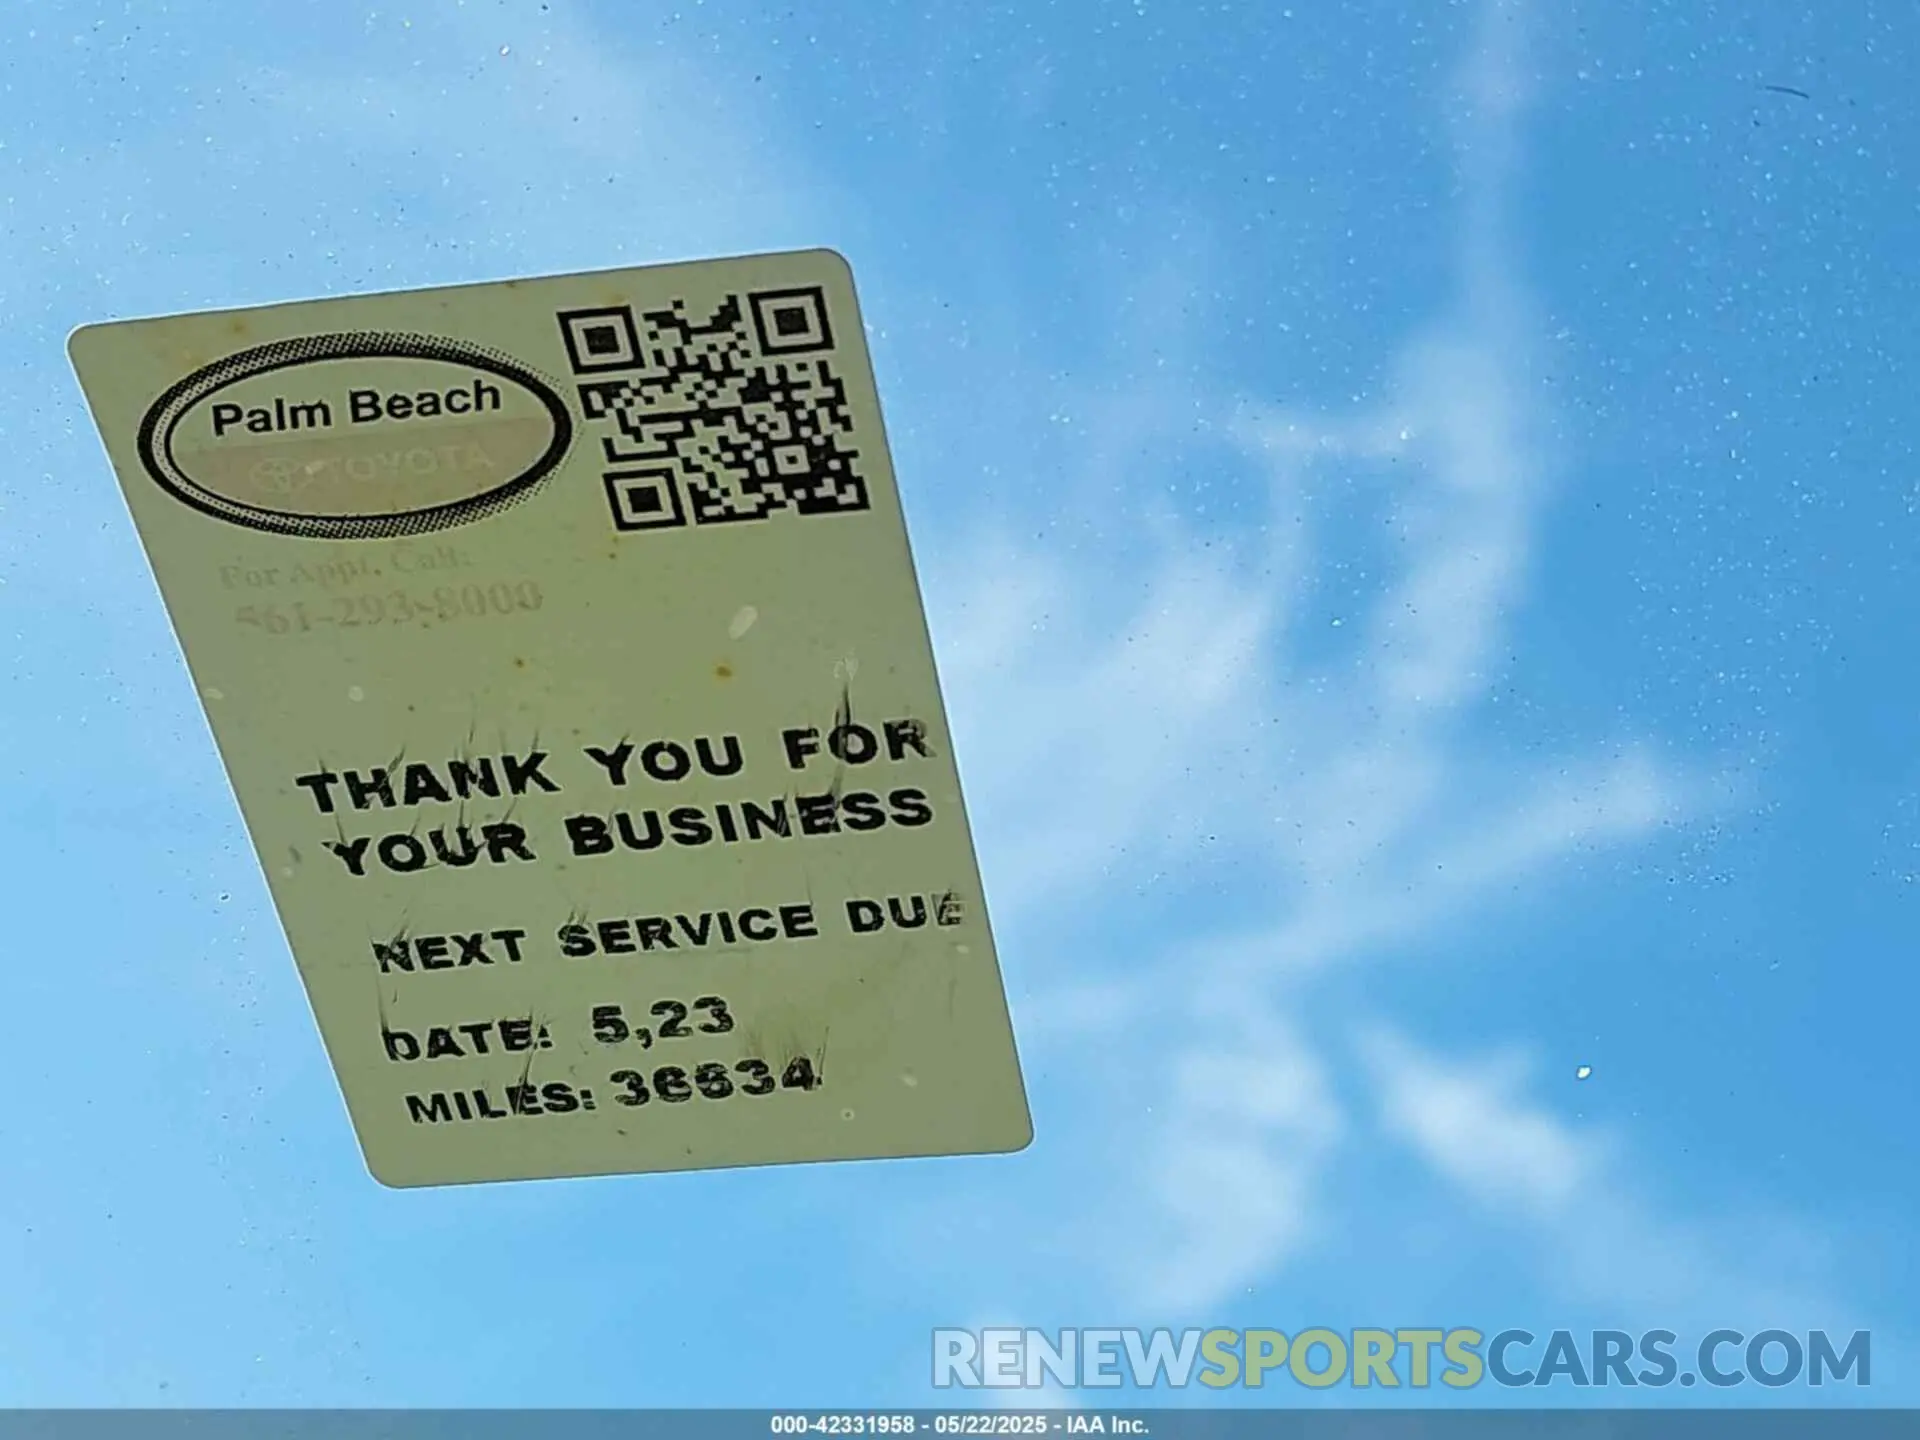 Palm Beach
TOYOTA
For Appt. Call:
561-293-8000
THANK YOU FOR
YOUR BUSINESS
NEXT SERVICE DUE
DATE: 5,23
MILES: 36634
RENEWSPORTSCARS.COM
000-42331958 - 05/22/2025 - IAA Inc.